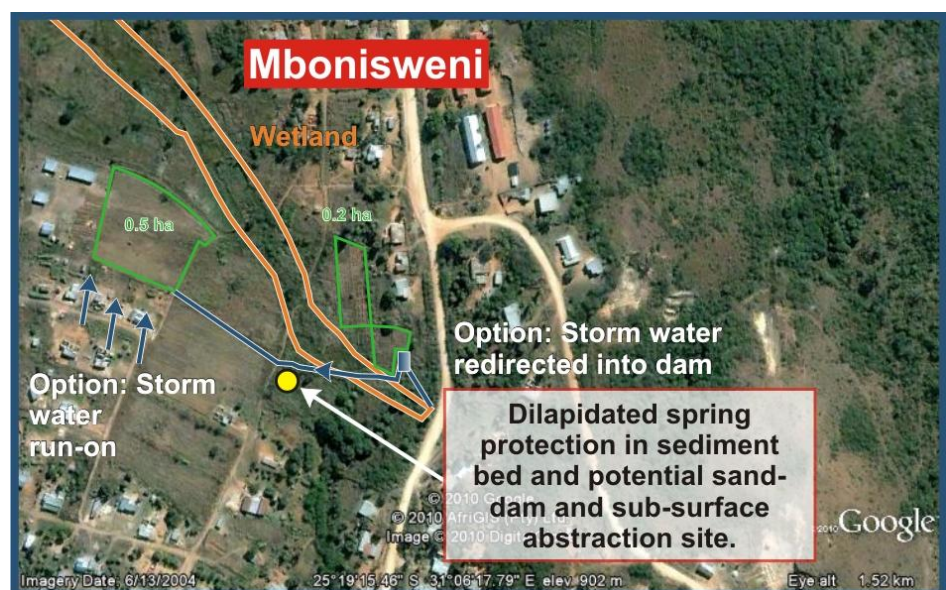 Mbonisweni
Wetland
0.5 ha
0.2 ha
Option: Storm water
redirected into dam
Option: Storm
water
run-on
Dilapidated spring
protection in sediment
bed and potential sand-
dam and sub-surface
abstraction site.
© 2010 Google
© 2010 AfriGIS (Pty) Ltd
Image © 2010 Digit
©2010 Google
Imagery Date: 6/13/2004 25°19'15.46" S 31°06'17.79" E elev 902 m Eye alt 1.52 km